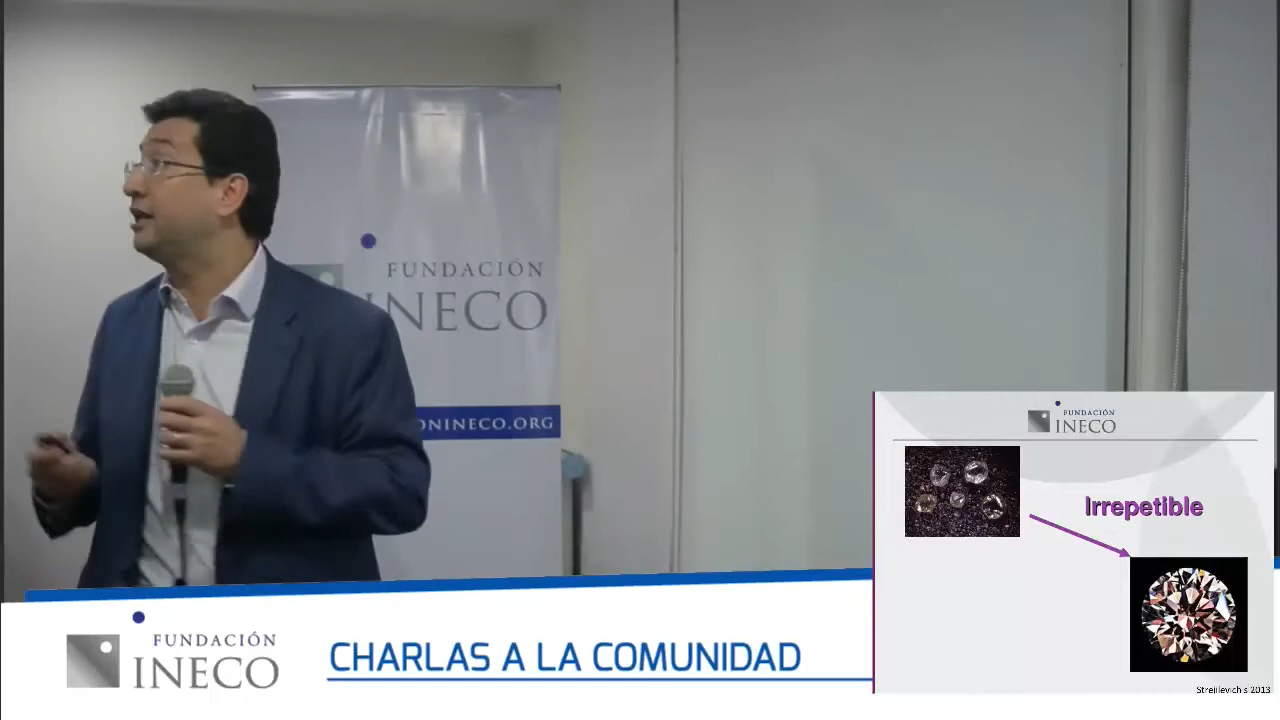 FUNDACIÓN
INECO
ONINECO.ORG
FUNDACIÓN
INECO
Irrepetible
Strejilevich s 2013
FUNDACIÓN
INECO
CHARLAS A LA COMUNIDAD